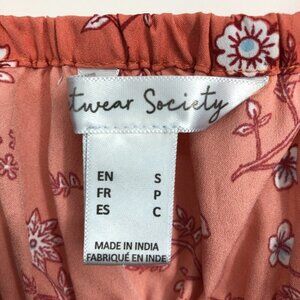 twear Society
EN S
FR P
ES C
MADE IN INDIA
FABRIQUÉ EN INDE